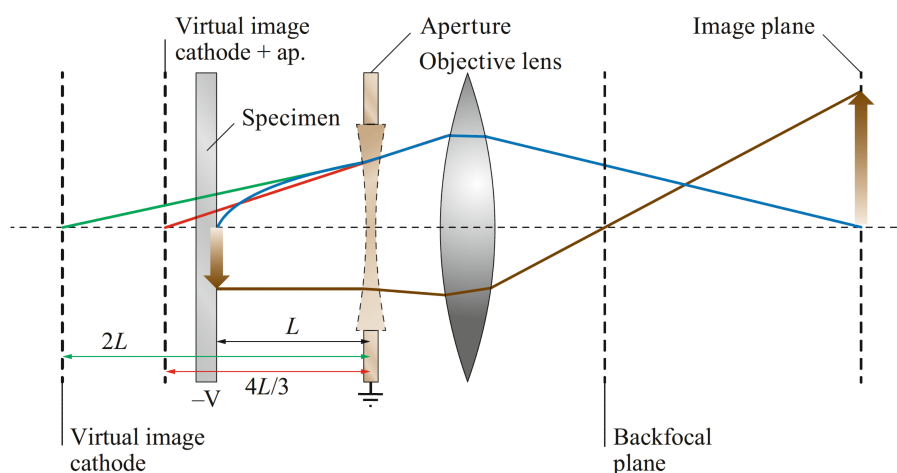 Virtual image
cathode + ap.
Aperture
Objective lens
Image plane
Specimen
L
2L
4L/3
–V
Virtual image
cathode
Backfocal
plane